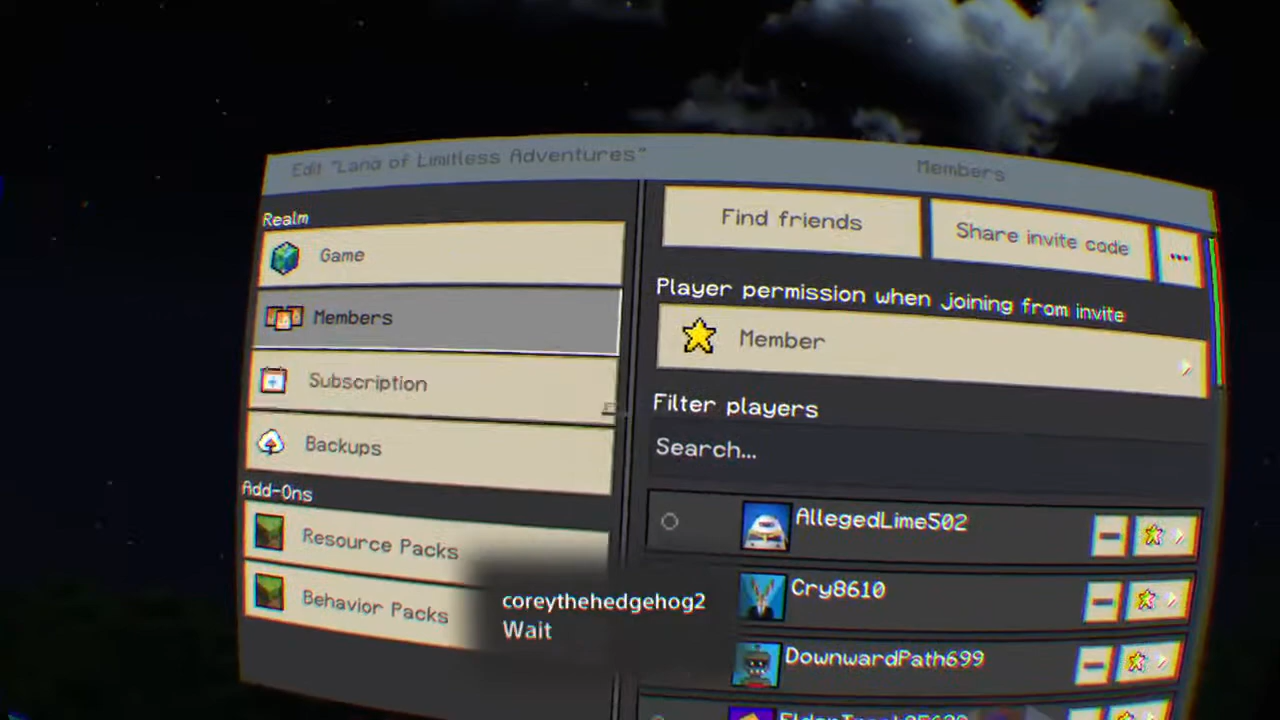 Edit "Land of Limitless Adventures"
Members
Realm
Game
Members
Subscription
Backups
Add-Ons
Resource Packs
Behavior Packs
Find friends
Share invite code
...
Player permission when joining from invite
Member
Filter players
Search...
AllegedLime502
Cry8610
DownwardPath699
coreythehedgehog2
Wait